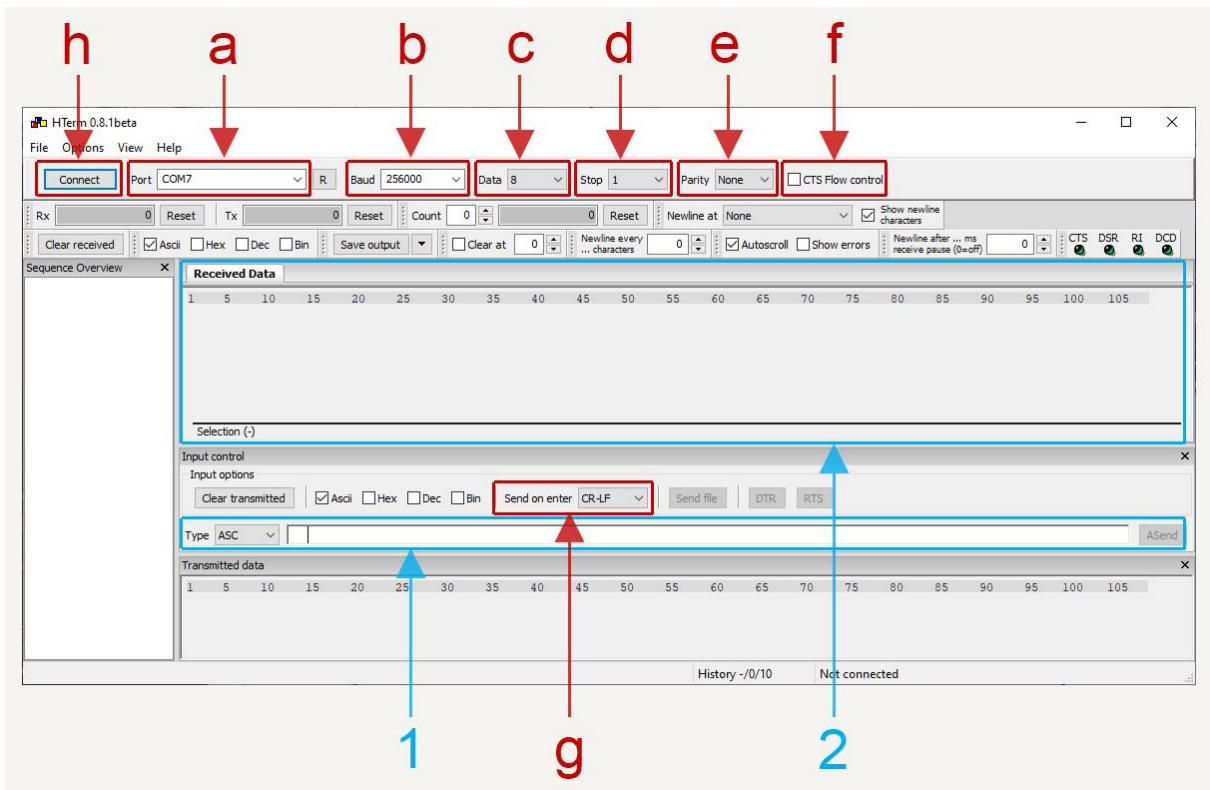 h a b c d e f
HTerm 0.8.1beta
File Options View Help
Connect Port COM7 R Baud 256000 Data 8 Stop 1 Parity None CTS Flow control
Rx 0 Reset Tx 0 Reset Count 0 0 Reset Newline at None Show newline
characters
Clear received Ascii Hex Dec Bin Save output Clear at 0 Newline every
... characters 0 Autoscroll Show errors Newline after ... ms
receive pause (0=off) 0 CTS DSR RI DCD
Sequence Overview X Received Data
1 5 10 15 20 25 30 35 40 45 50 55 60 65 70 75 80 85 90 95 100 105
Selection (-)
Input control
Input options
Clear transmitted Ascii Hex Dec Bin Send on enter CR-LF Send file DTR RTS
Type ASC ASend
Transmitted data
1 5 10 15 20 25 30 35 40 45 50 55 60 65 70 75 80 85 90 95 100 105
History -/0/10 Not connected
1 g 2